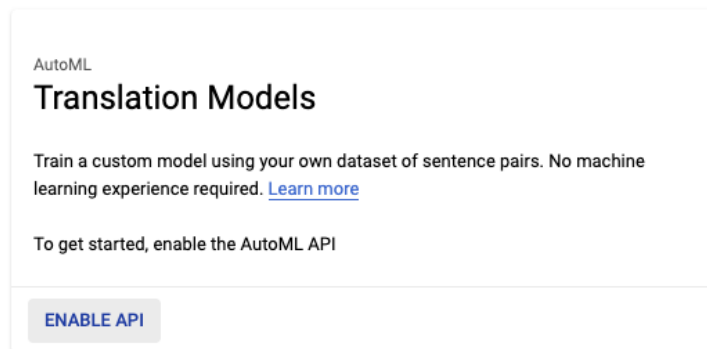 AutoML
Translation Models
Train a custom model using your own dataset of sentence pairs. No machine
learning experience required. Learn more
To get started, enable the AutoML API
ENABLE API